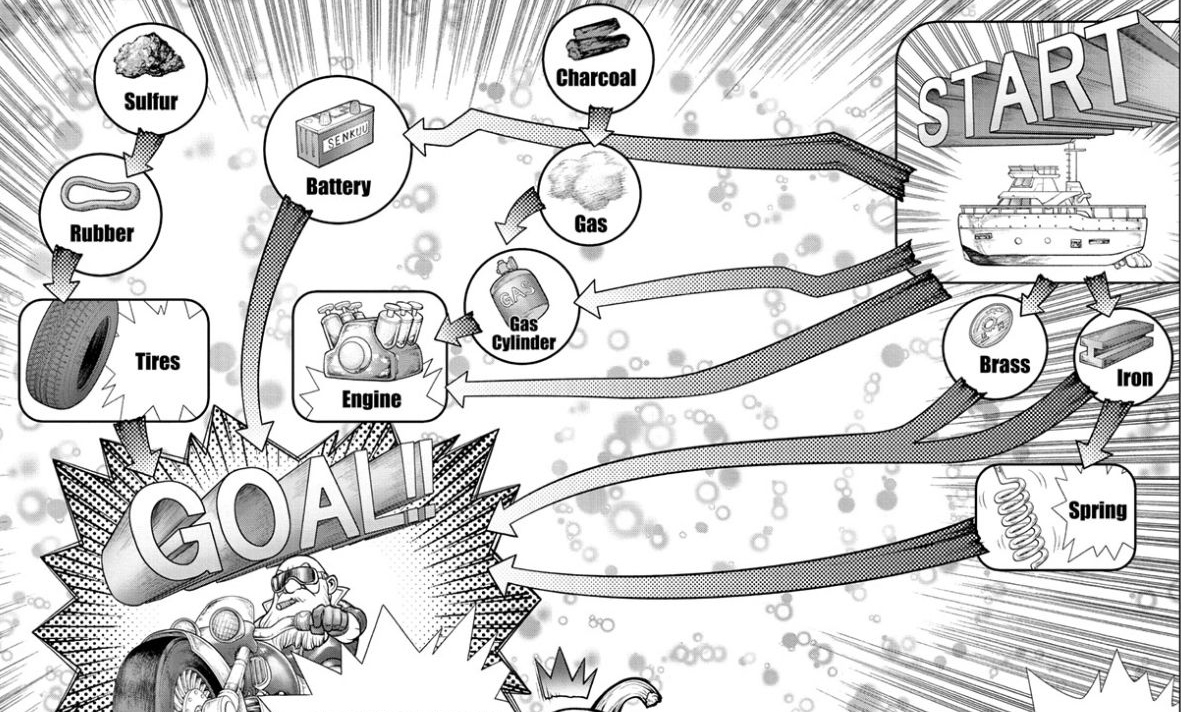 START
Sulfur
Charcoal
SENKUU
Battery
Rubber
Gas
GAS
Gas
Cylinder
Tires
Engine
Brass
Iron
Spring
GOAL!!